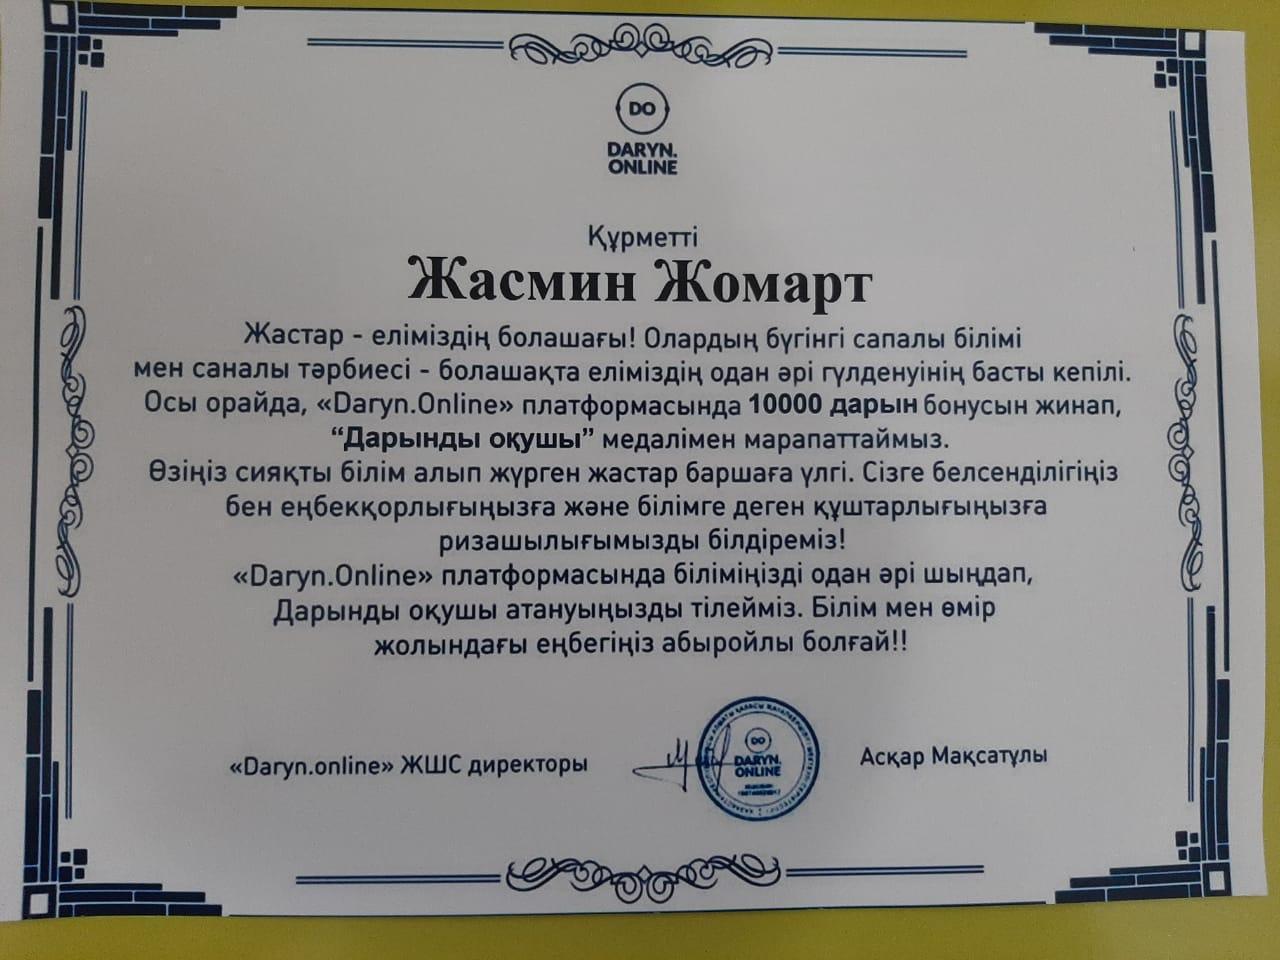 DO
DARYN.
ONLINE
Құрметті
Жасмин Жомарт
Жастар - еліміздің болашағы! Олардың бүгінгі сапалы білімі
мен саналы тәрбиесі - болашақта еліміздің одан әрі гүлденуінің басты кепілі.
Осы орайда, «Daryn.Online» платформасында 10000 дарын бонусын жинап,
“Дарынды оқушы” медалімен марапаттаймыз.
Өзіңіз сияқты білім алып жүрген жастар баршаға үлгі. Сізге белсенділігіңіз
бен еңбекқорлығыңызға және білімге деген құштарлығыңызға
ризашылығымызды білдіреміз!
«Daryn.Online» платформасында біліміңізді одан әрі шыңдап,
Дарынды оқушы атануыңызды тілейміз. Білім мен өмір
жолындағы еңбегіңіз абыройлы болғай!!
«Daryn.online» ЖШС директоры
DO
DARYN.
ONLINE
Асқар Мақсатұлы